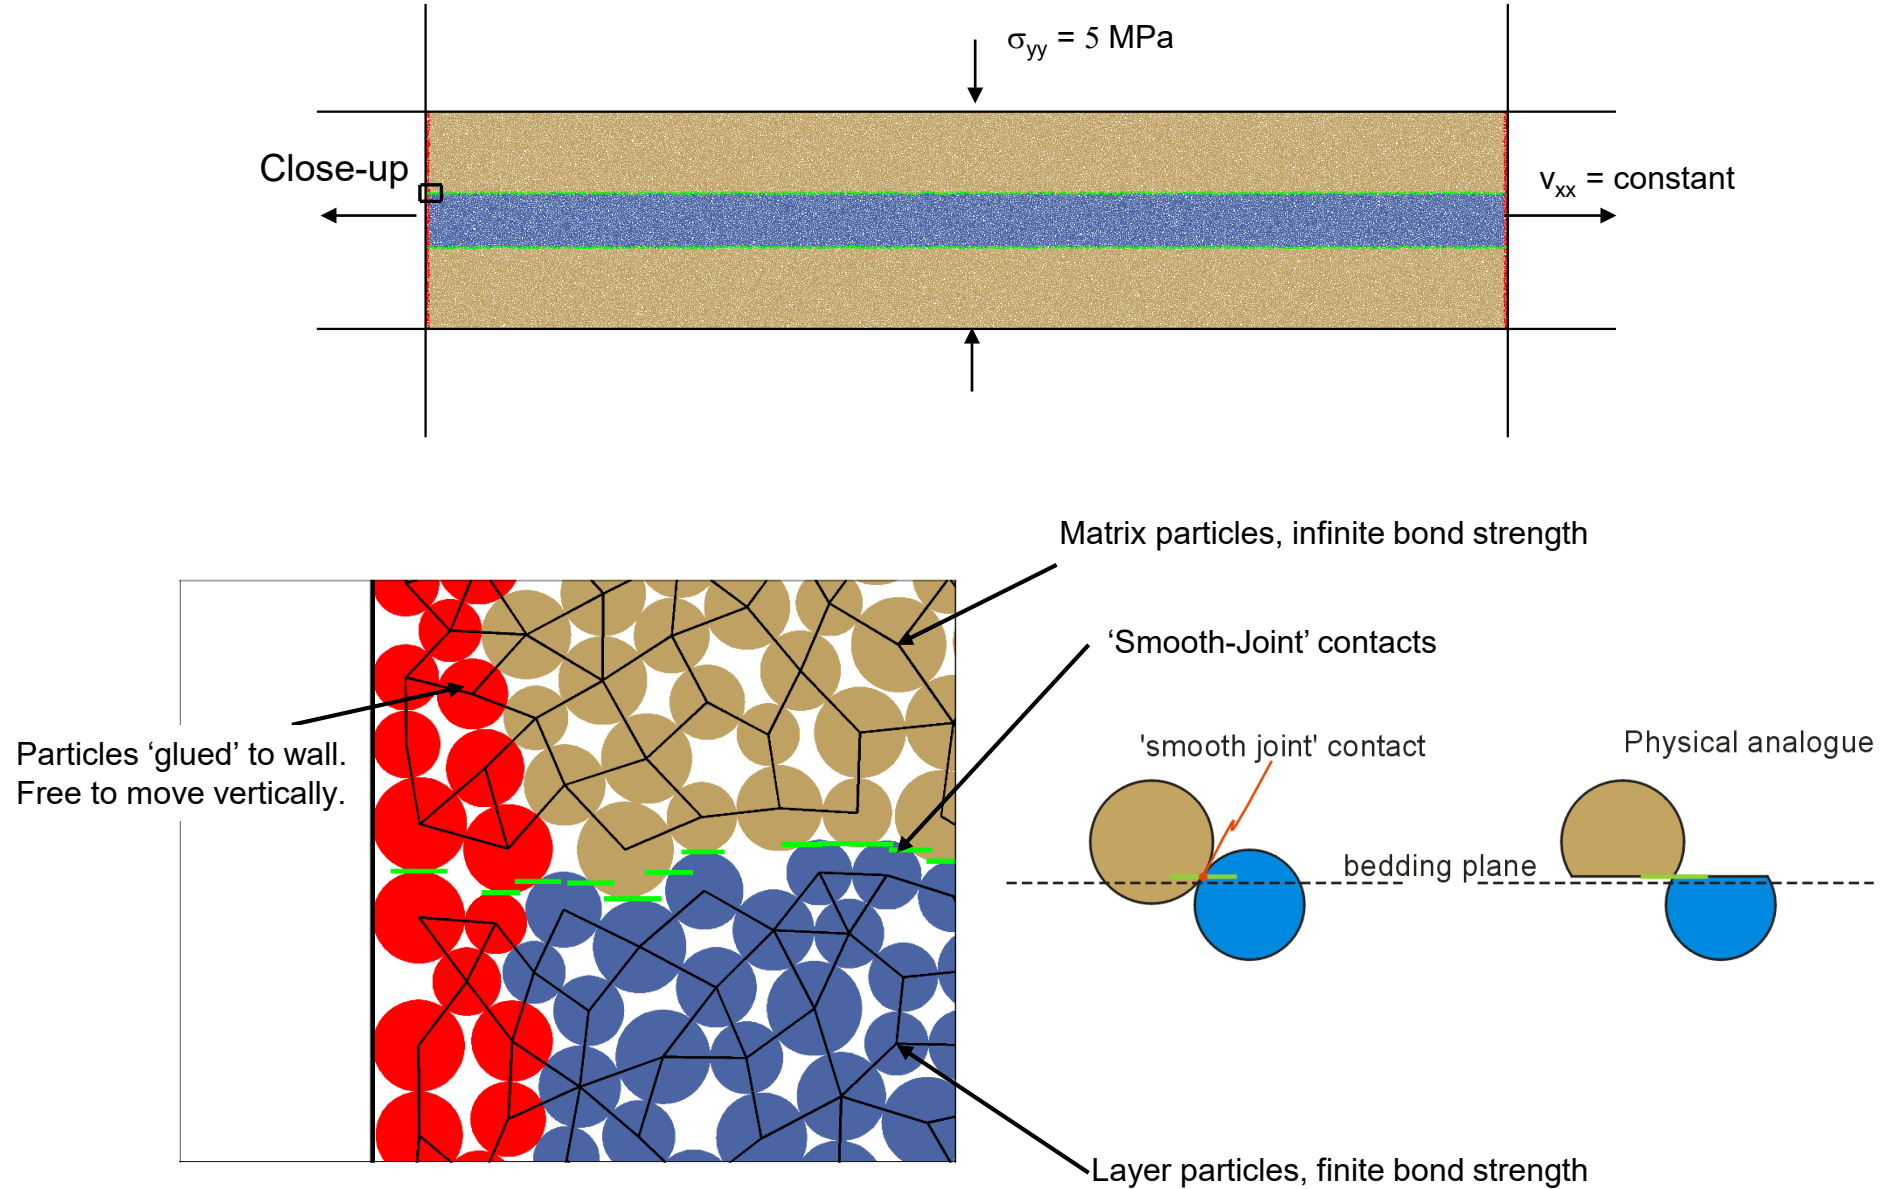 σyy = 5 MPa
Close-up
vxx = constant
Matrix particles, infinite bond strength
‘Smooth-Joint’ contacts
Particles ‘glued’ to wall.
Free to move vertically.
'smooth joint' contact
Physical analogue
bedding plane
Layer particles, finite bond strength